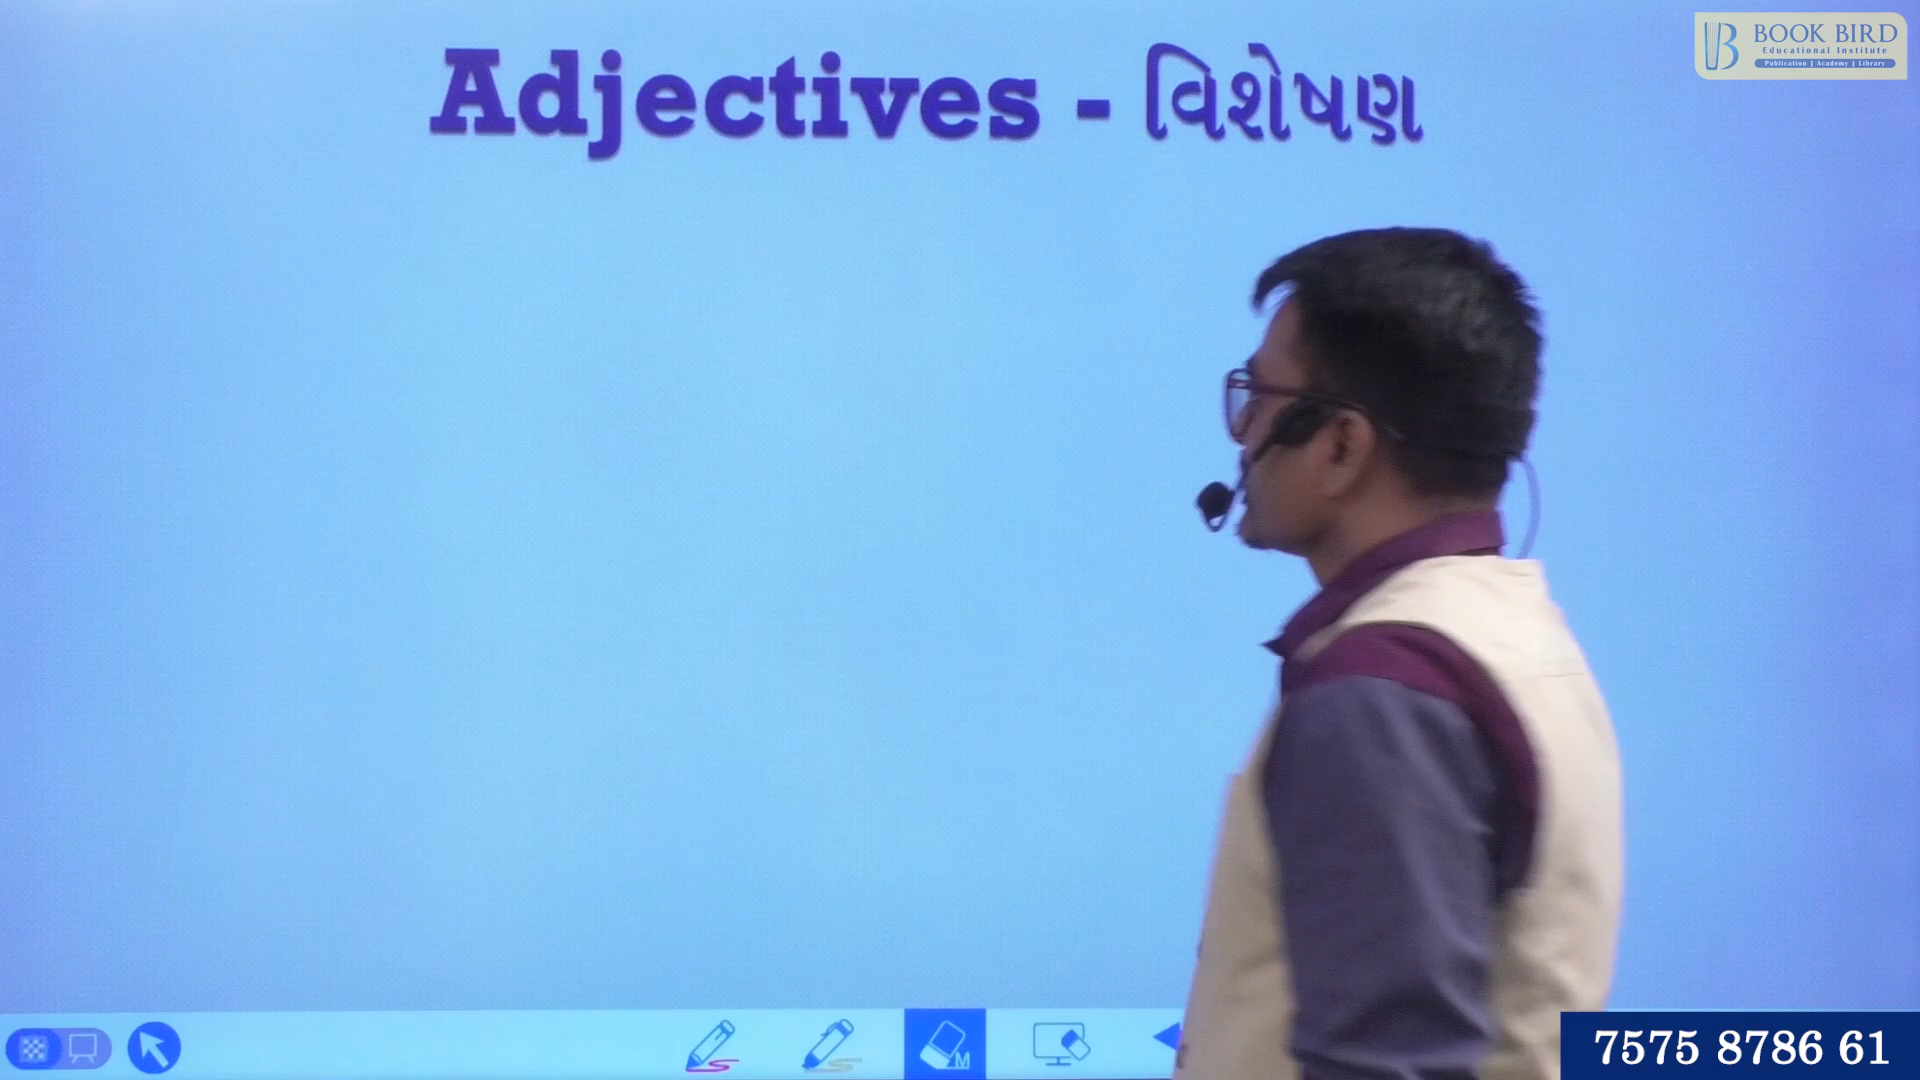 Adjectives - વિશેષણ
BOOK BIRD
Educational Institute
Publication | Academy | Library
M
7575 8786 61